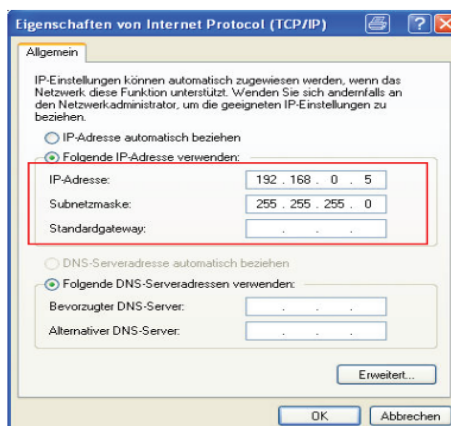 Eigenschaften von Internet Protocol (TCP/IP)
Allgemein
IP-Einstellungen können automatisch zugewiesen werden, wenn das
Netzwerk diese Funktion unterstützt. Wenden Sie sich andernfalls an
den Netzwerkadministrator, um die geeigneten IP-Einstellungen zu
beziehen.
IP-Adresse automatisch beziehen
Folgende IP-Adresse verwenden:
IP-Adresse: 192 . 168 . 0 . 5
Subnetzmaske: 255 . 255 . 255 . 0
Standardgateway: . . .
DNS-Serveradresse automatisch beziehen
Folgende DNS-Serveradressen verwenden:
Bevorzugter DNS-Server: . . .
Alternativer DNS-Server: . . .
Erweitert...
OK Abbrechen